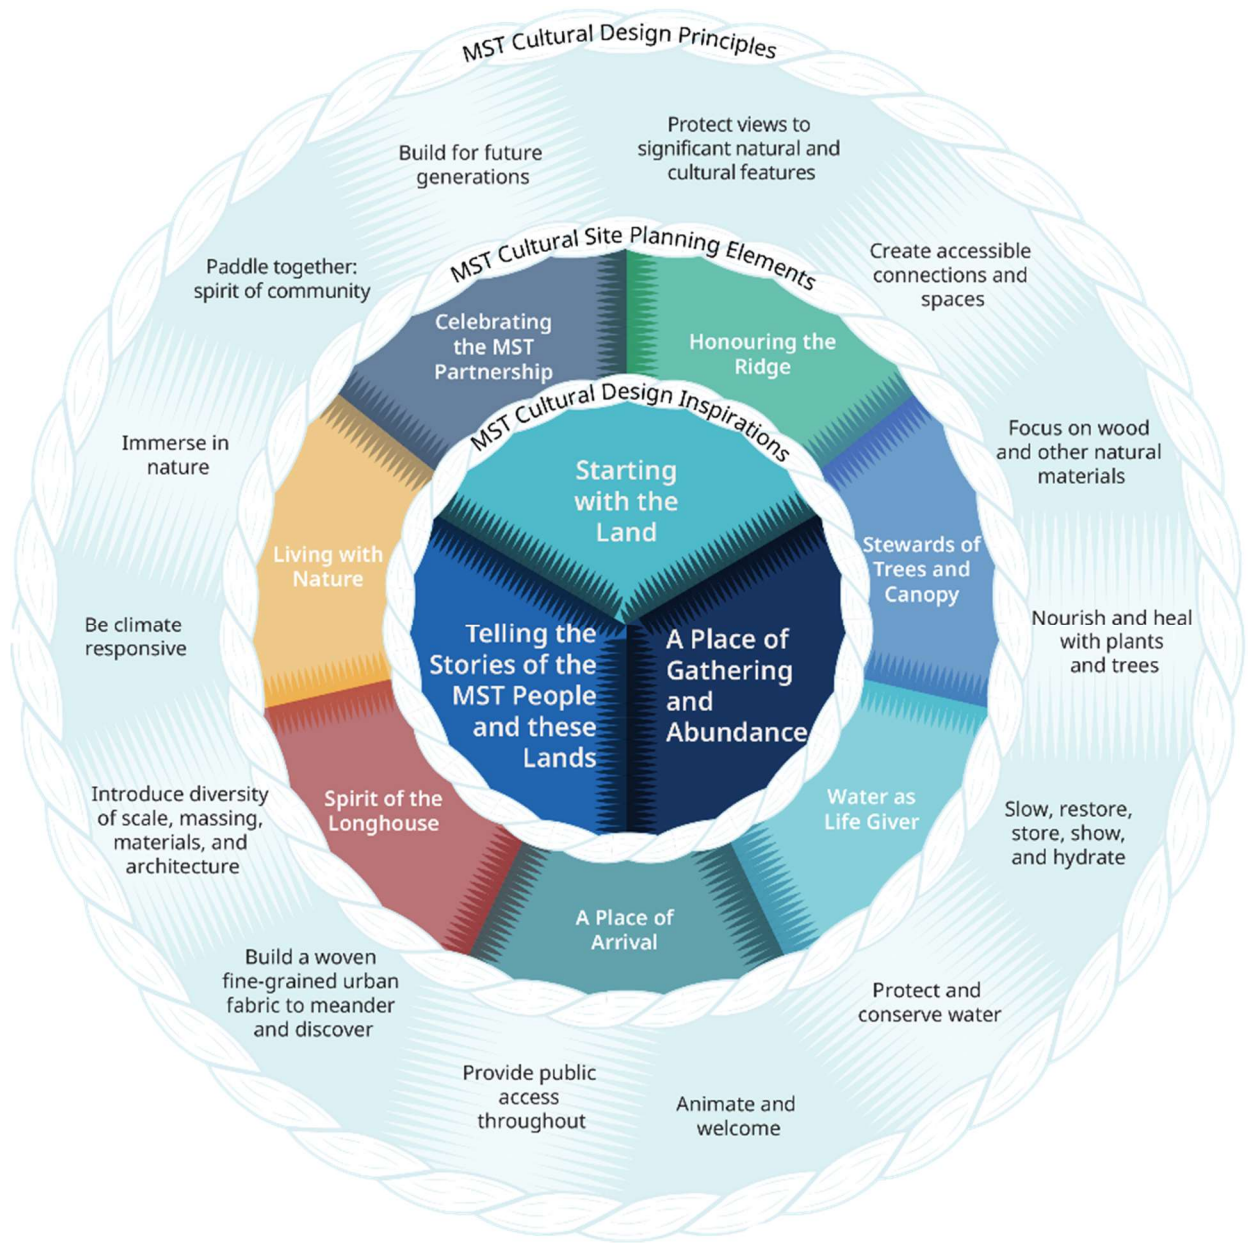 MST Cultural Design Principles
Protect views to
significant natural and
cultural features
Create accessible
connections and
spaces
Focus on wood
and other natural
materials
Nourish and heal
with plants
and trees
Slow, restore,
store, show,
and hydrate
Protect and
conserve water
Animate and
welcome
Provide public
access
throughout
Build a woven
fine-grained urban
fabric to meander
and discover
Introduce diversity
of scale, massing,
materials, and
architecture
Be climate
responsive
Immerse in
nature
Paddle together:
spirit of community
Build for future
generations
MST Cultural Site Planning Elements
Honouring the
Ridge
Stewards of
Trees and
Canopy
Water as
Life Giver
A Place of
Arrival
Spirit of the
Longhouse
Living with
Nature
Celebrating
the MST
Partnership
MST Cultural Design Inspirations
Starting
with the
Land
A Place of
Gathering
and
Abundance
Telling the
Stories of the
MST People
and these
Lands